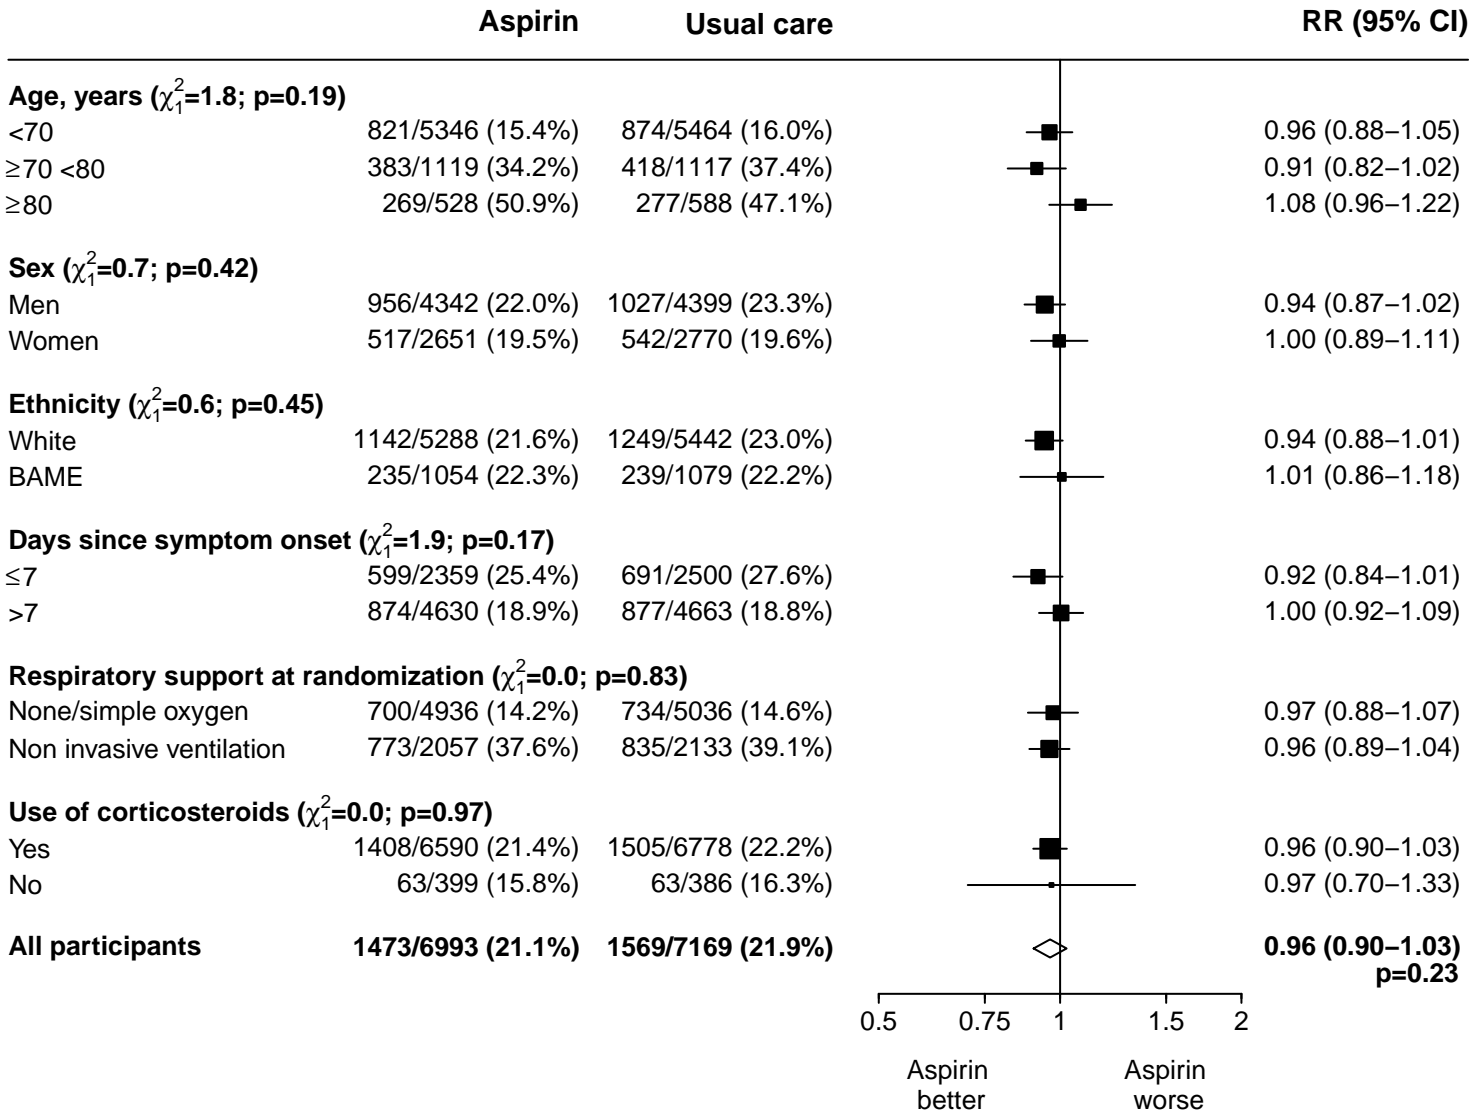 Aspirin Usual care RR (95% CI)
Age, years (χ²₁=1.8; p=0.19)
<70 821/5346 (15.4%) 874/5464 (16.0%) 0.96 (0.88−1.05)
≥70 <80 383/1119 (34.2%) 418/1117 (37.4%) 0.91 (0.82−1.02)
≥80 269/528 (50.9%) 277/588 (47.1%) 1.08 (0.96−1.22)
Sex (χ²₁=0.7; p=0.42)
Men 956/4342 (22.0%) 1027/4399 (23.3%) 0.94 (0.87−1.02)
Women 517/2651 (19.5%) 542/2770 (19.6%) 1.00 (0.89−1.11)
Ethnicity (χ²₁=0.6; p=0.45)
White 1142/5288 (21.6%) 1249/5442 (23.0%) 0.94 (0.88−1.01)
BAME 235/1054 (22.3%) 239/1079 (22.2%) 1.01 (0.86−1.18)
Days since symptom onset (χ²₁=1.9; p=0.17)
≤7 599/2359 (25.4%) 691/2500 (27.6%) 0.92 (0.84−1.01)
>7 874/4630 (18.9%) 877/4663 (18.8%) 1.00 (0.92−1.09)
Respiratory support at randomization (χ²₁=0.0; p=0.83)
None/simple oxygen 700/4936 (14.2%) 734/5036 (14.6%) 0.97 (0.88−1.07)
Non invasive ventilation 773/2057 (37.6%) 835/2133 (39.1%) 0.96 (0.89−1.04)
Use of corticosteroids (χ²₁=0.0; p=0.97)
Yes 1408/6590 (21.4%) 1505/6778 (22.2%) 0.96 (0.90−1.03)
No 63/399 (15.8%) 63/386 (16.3%) 0.97 (0.70−1.33)
All participants 1473/6993 (21.1%) 1569/7169 (21.9%) 0.96 (0.90−1.03)
p=0.23
0.5 0.75 1 1.5 2
Aspirin Aspirin
better worse